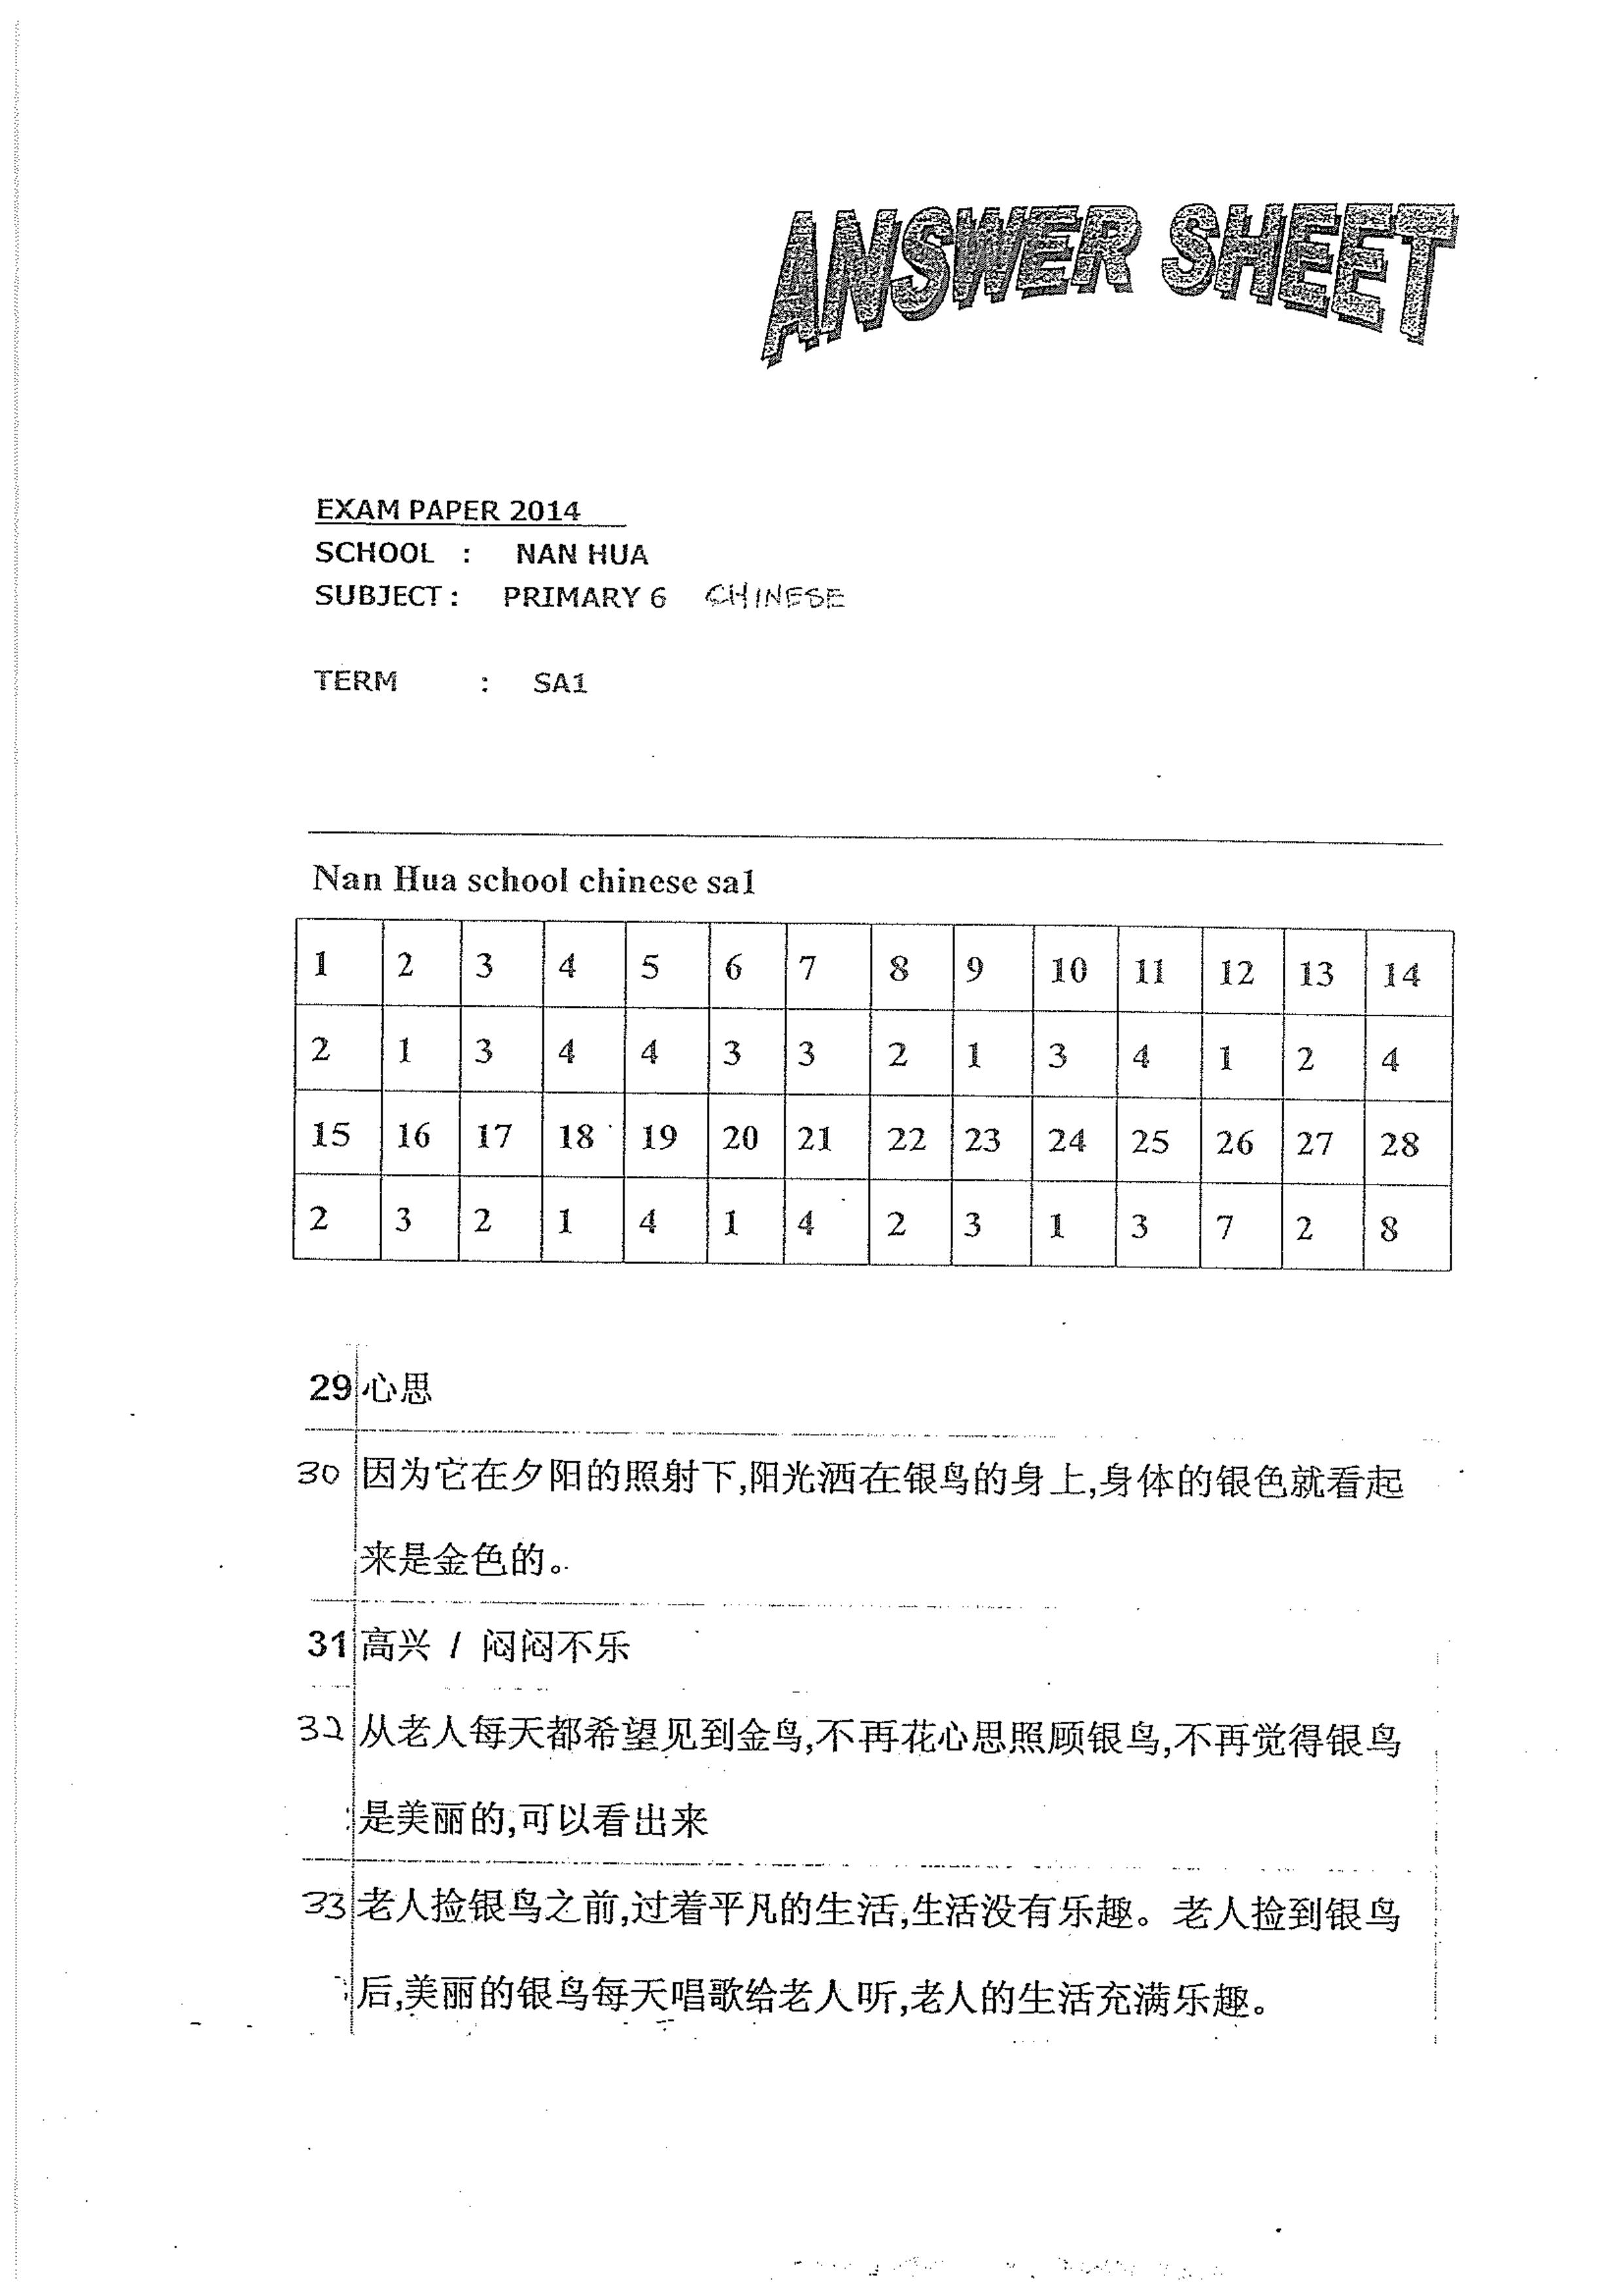 ANSWER SHEET
EXAM PAPER 2014
SCHOOL : NAN HUA
SUBJECT : PRIMARY 6 CHINESE
TERM : SA1
Nan Hua school chinese sa1
1 2 3 4 5 6 7 8 9 10 11 12 13 14
2 1 3 4 4 3 3 2 1 3 4 1 2 4
15 16 17 18 19 20 21 22 23 24 25 26 27 28
2 3 2 1 4 1 4 2 3 1 3 7 2 8
29 心思
30 因为它在夕阳的照射下,阳光洒在银鸟的身上,身体的银色就看起
来是金色的。
31 高兴 / 闷闷不乐
32 从老人每天都希望见到金鸟,不再花心思照顾银鸟,不再觉得银鸟
是美丽的,可以看出来
33 老人捡银鸟之前,过着平凡的生活,生活没有乐趣。老人捡到银鸟
后,美丽的银鸟每天唱歌给老人听,老人的生活充满乐趣。